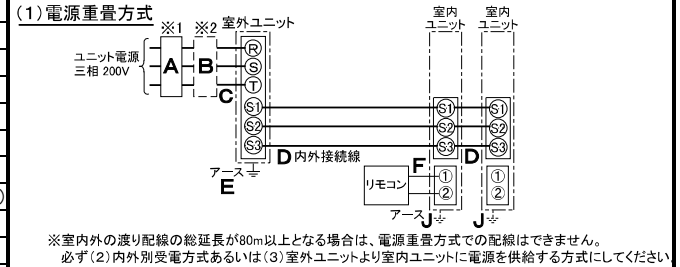 (1)電源重畳方式
※1 ※2 室外ユニット 室内ユニット 室内ユニット
ユニット電源
三相 200V
A B C
R
S
T
S1 S1 S1
S2 S2 S2
S3 S3 S3
D 内外接続線 F D
アース
E
リモコン ① ①
② ②
アース J J
※室内外の渡り配線の総延長が80m以上となる場合は、電源重畳方式での配線はできません。
必ず(2)内外別受電方式あるいは(3)室外ユニットより室内ユニットに電源を供給する方式にしてください